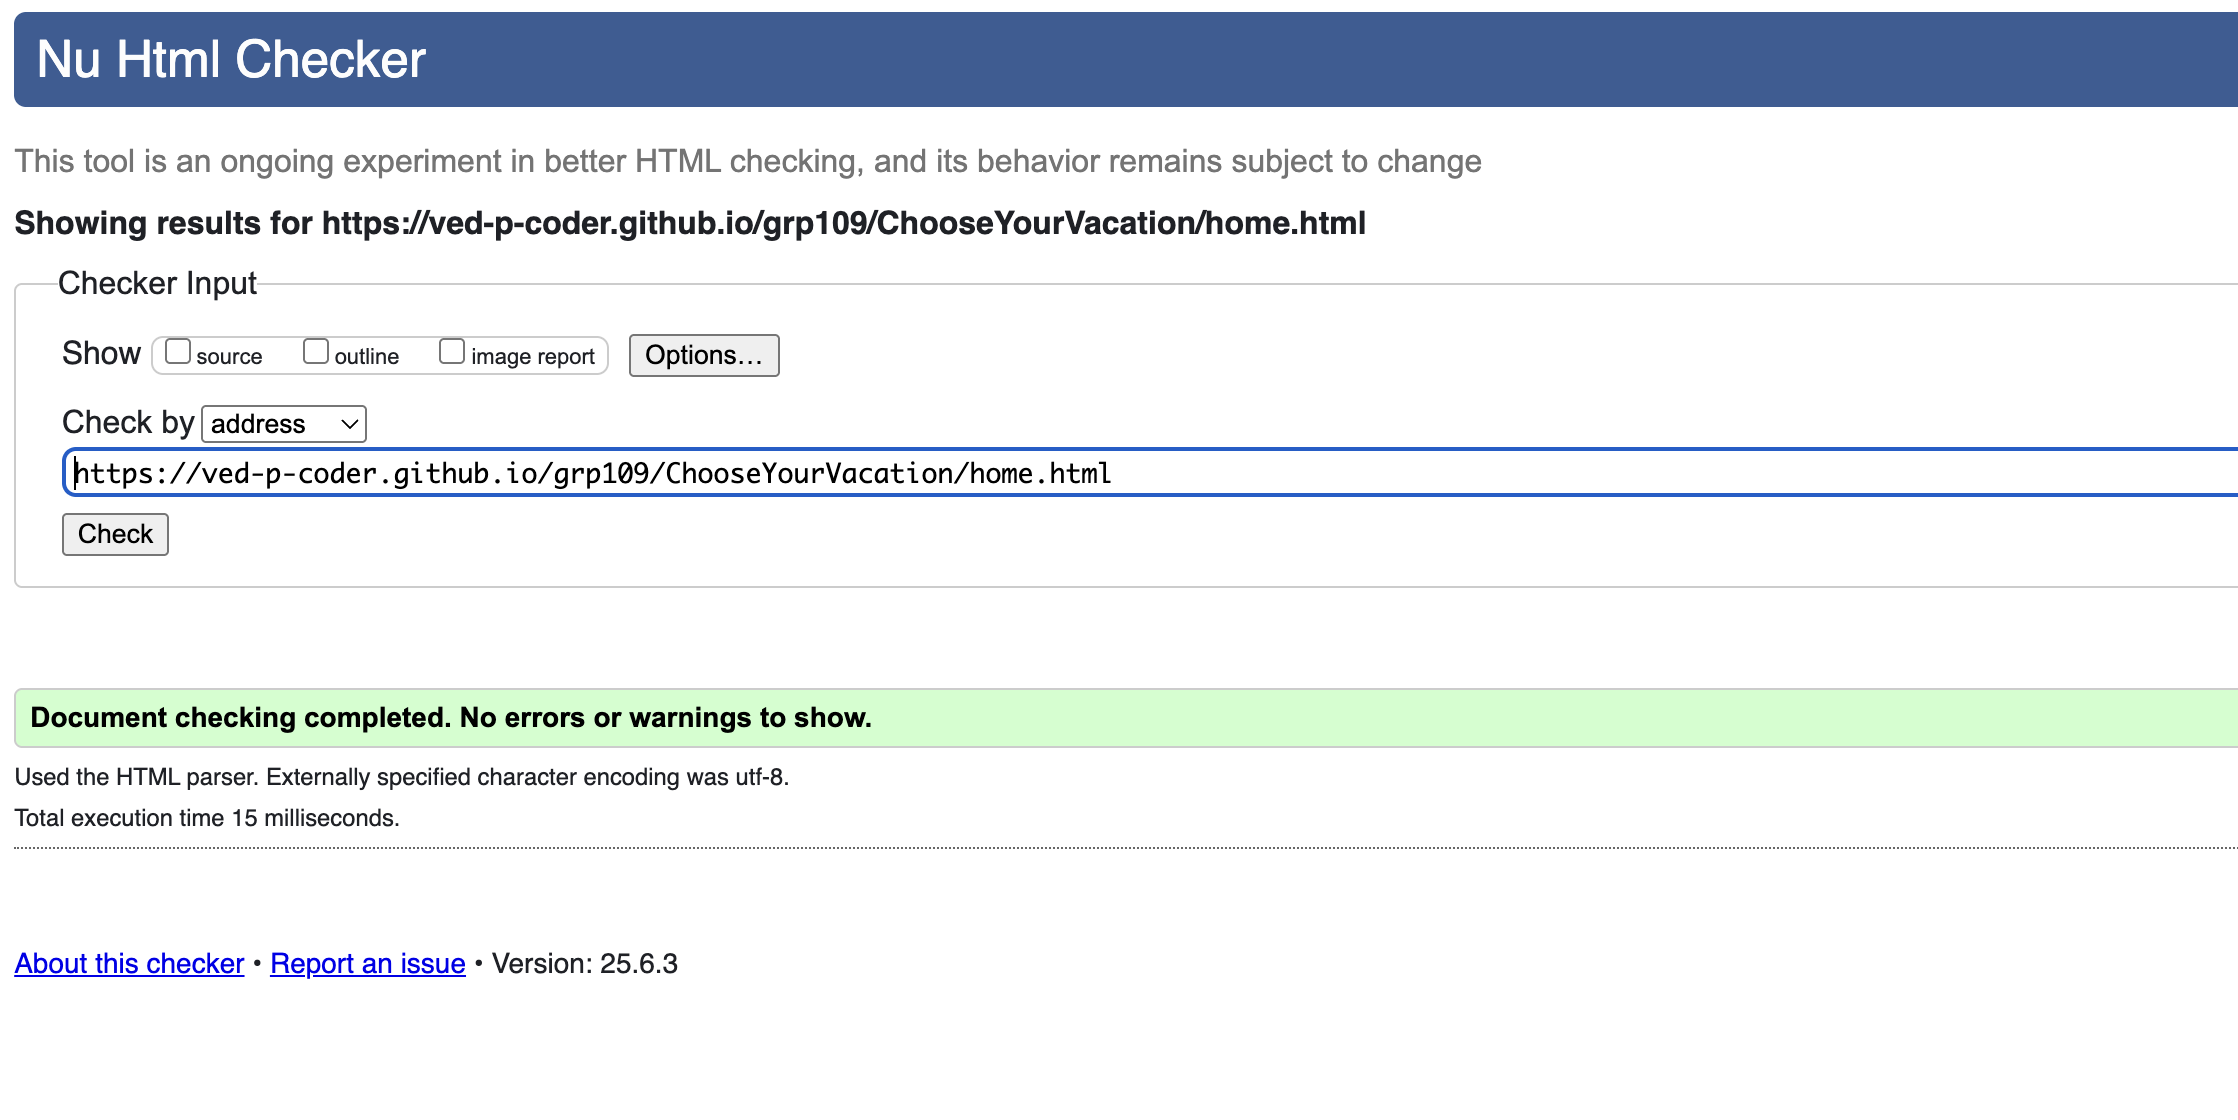 Nu Html Checker
This tool is an ongoing experiment in better HTML checking, and its behavior remains subject to change
Showing results for https://ved-p-coder.github.io/grp109/ChooseYourVacation/home.html
Checker Input
Show source outline image report Options…
Check by address
https://ved-p-coder.github.io/grp109/ChooseYourVacation/home.html
Check
Document checking completed. No errors or warnings to show.
Used the HTML parser. Externally specified character encoding was utf-8.
Total execution time 15 milliseconds.
About this checker • Report an issue • Version: 25.6.3